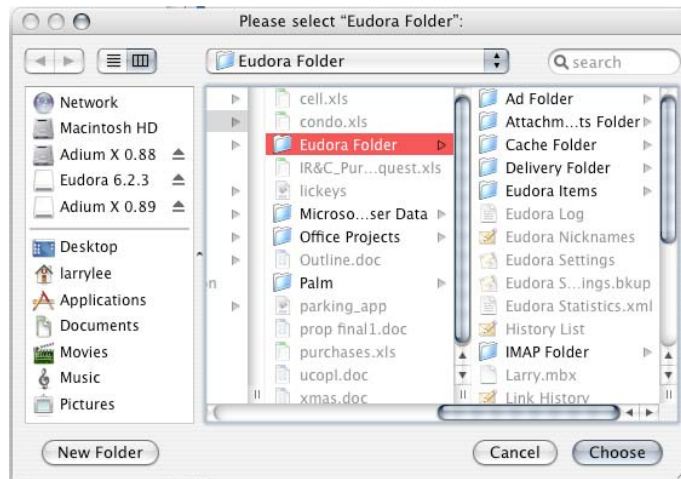 Please select “Eudora Folder”:
Eudora Folder
search
Network
Macintosh HD
Adium X 0.88
Eudora 6.2.3
Adium X 0.89
Desktop
larrylee
Applications
Documents
Movies
Music
Pictures
n
cell.xls
condo.xls
Eudora Folder
IR&C_Pur...quest.xls
lickeys
Microso...ser Data
Office Projects
Outline.doc
Palm
parking_app
prop final1.doc
purchases.xls
ucopl.doc
xmas.doc
Ad Folder
Attachm...ts Folder
Cache Folder
Delivery Folder
Eudora Items
Eudora Log
Eudora Nicknames
Eudora Settings
Eudora S...ings.bkup
Eudora Statistics.xml
History List
IMAP Folder
Larry.mbx
Link History
New Folder
Cancel
Choose